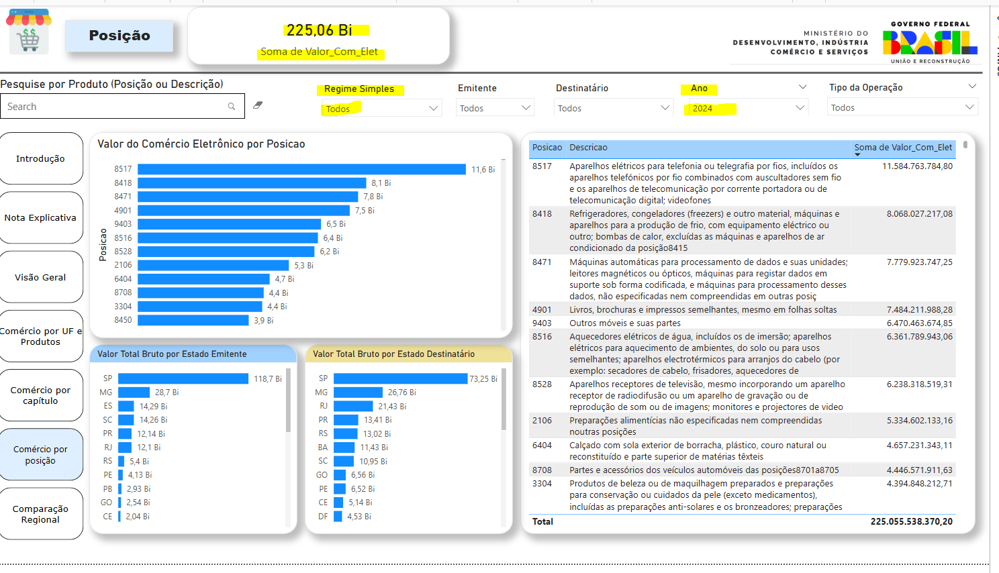 Posição
225,06 Bi
Soma de Valor_Com_Elet
MINISTÉRIO DO
DESENVOLVIMENTO, INDÚSTRIA
COMÉRCIO E SERVIÇOS
GOVERNO FEDERAL
BRASIL
UNIÃO E RECONSTRUÇÃO
Pesquise por Produto (Posição ou Descrição)
Search
Regime Simples
Todos
Emitente
Todos
Destinatário
Todos
Ano
2024
Tipo da Operação
Todos
Introdução
Nota Explicativa
Visão Geral
Comércio por UF e
Produtos
Comércio por
capítulo
Comércio por
posição
Comparação
Regional
Valor do Comércio Eletrônico por Posicao
Posicao
8517 11,6 Bi
8418 8,1 Bi
8471 7,8 Bi
4901 7,5 Bi
9403 6,5 Bi
8516 6,4 Bi
8528 6,2 Bi
2106 5,3 Bi
6404 4,7 Bi
8708 4,4 Bi
3304 4,4 Bi
8450 3,9 Bi
Valor Total Bruto por Estado Emitente
SP 118,7 Bi
MG 28,7 Bi
ES 14,29 Bi
SC 14,26 Bi
PR 12,14 Bi
RJ 12,1 Bi
RS 5,4 Bi
PE 4,13 Bi
PB 2,93 Bi
GO 2,54 Bi
CE 2,04 Bi
Valor Total Bruto por Estado Destinatário
SP 73,25 Bi
MG 26,76 Bi
RJ 21,43 Bi
PR 13,41 Bi
RS 13,02 Bi
BA 11,43 Bi
SC 10,95 Bi
GO 6,56 Bi
PE 6,52 Bi
CE 5,14 Bi
DF 4,53 Bi
Posicao Descricao Soma de Valor_Com_Elet
8517 Aparelhos elétricos para telefonia ou telegrafia por fios, incluídos os 11.584.763.784,80
aparelhos telefónicos por fio combinados com auscultadores sem fio
e os aparelhos de telecomunicação por corrente portadora ou de
telecomunicação digital; videofones
8418 Refrigeradores, congeladores (freezers) e outro material, máquinas e 8.068.027.217,08
aparelhos para a produção de frio, com equipamento eléctrico ou
outro; bombas de calor, excluídas as máquinas e aparelhos de ar
condicionado da posição8415
8471 Máquinas automáticas para processamento de dados e suas unidades; 7.779.923.747,25
leitores magnéticos ou ópticos, máquinas para registar dados em
suporte sob forma codificada, e máquinas para processamento desses
dados, não especificadas nem compreendidas em outras posiç
4901 Livros, brochuras e impressos semelhantes, mesmo em folhas soltas 7.484.211.988,28
9403 Outros móveis e suas partes 6.470.463.674,85
8516 Aquecedores elétricos de água, incluídos os de imersão; aparelhos 6.361.789.943,06
elétricos para aquecimento de ambientes, do solo ou para usos
semelhantes; aparelhos electrotérmicos para arranjos do cabelo (por
exemplo: secadores de cabelo, frisadores, aquecedores de
8528 Aparelhos receptores de televisão, mesmo incorporando um aparelho 6.238.318.519,31
receptor de radiodifusão ou um aparelho de gravação ou de
reprodução de som ou de imagens; monitores e projectores de video
2106 Preparações alimentícias não especificadas nem compreendidas 5.334.602.133,16
noutras posições
6404 Calçado com sola exterior de borracha, plástico, couro natural ou 4.657.231.343,11
reconstituído e parte superior de matérias têxteis
8708 Partes e acessórios dos veículos automóveis das posições8701a8705 4.446.571.911,63
3304 Produtos de beleza ou de maquilhagem preparados e preparações 4.394.848.212,71
para conservação ou cuidados da pele (exceto medicamentos),
incluídas as preparações anti-solares e os bronzeadores; preparações
Total 225.055.538.370,20